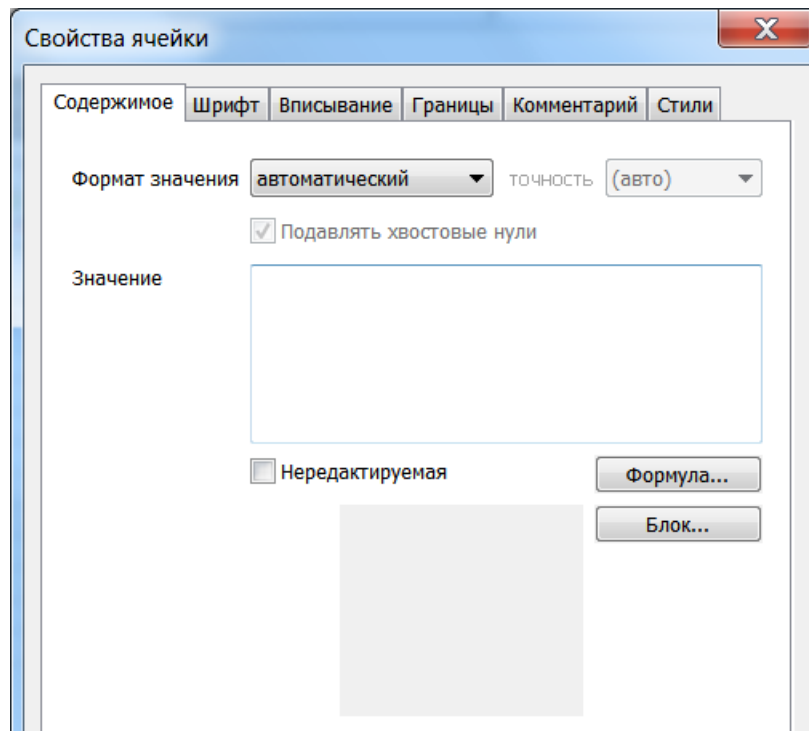 Свойства ячейки
Содержимое Шрифт Вписывание Границы Комментарий Стили
Формат значения автоматический точность (авто)
Подавлять хвостовые нули
Значение
Нередактируемая Формула...
Блок...